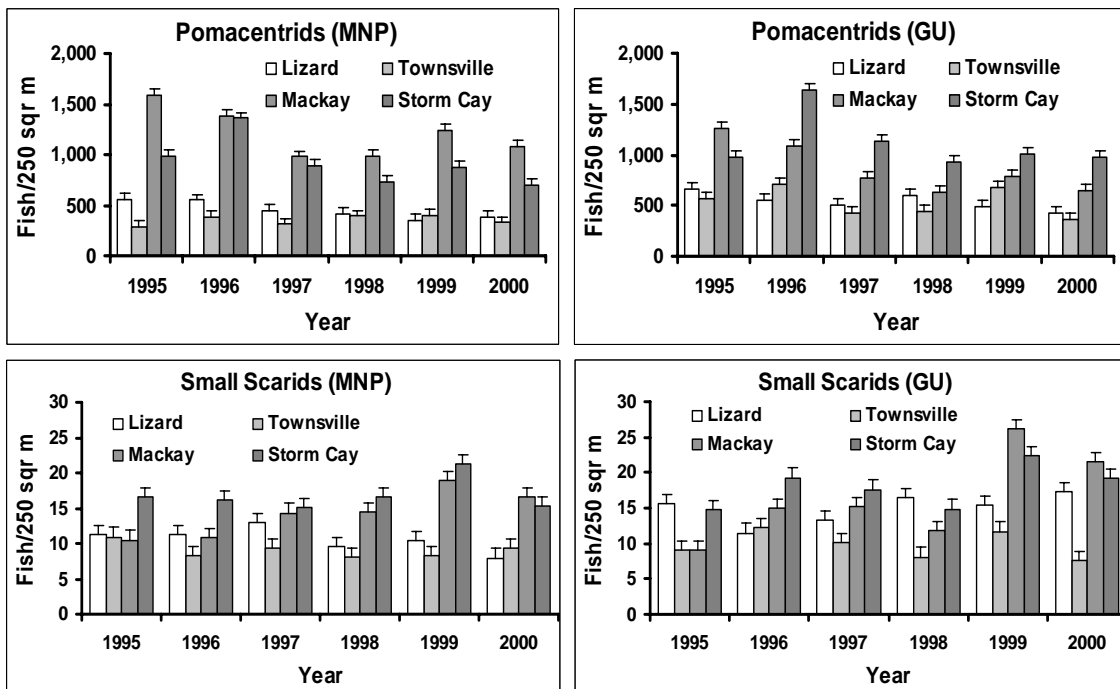 Pomacentrids (MNP)
Fish/250 sqr m
2,000
1,500
1,000
500
0
Lizard Townsville
Mackay Storm Cay
1995 1996 1997 1998 1999 2000
Year
Pomacentrids (GU)
Fish/250 sqr m
2,000
1,500
1,000
500
0
Lizard Townsville
Mackay Storm Cay
1995 1996 1997 1998 1999 2000
Year
Small Scarids (MNP)
Fish/250 sqr m
30
25
20
15
10
5
0
Lizard Townsville
Mackay Storm Cay
1995 1996 1997 1998 1999 2000
Year
Small Scarids (GU)
Fish/250 sqr m
30
25
20
15
10
5
0
Lizard Townsville
Mackay Storm Cay
1995 1996 1997 1998 1999 2000
Year